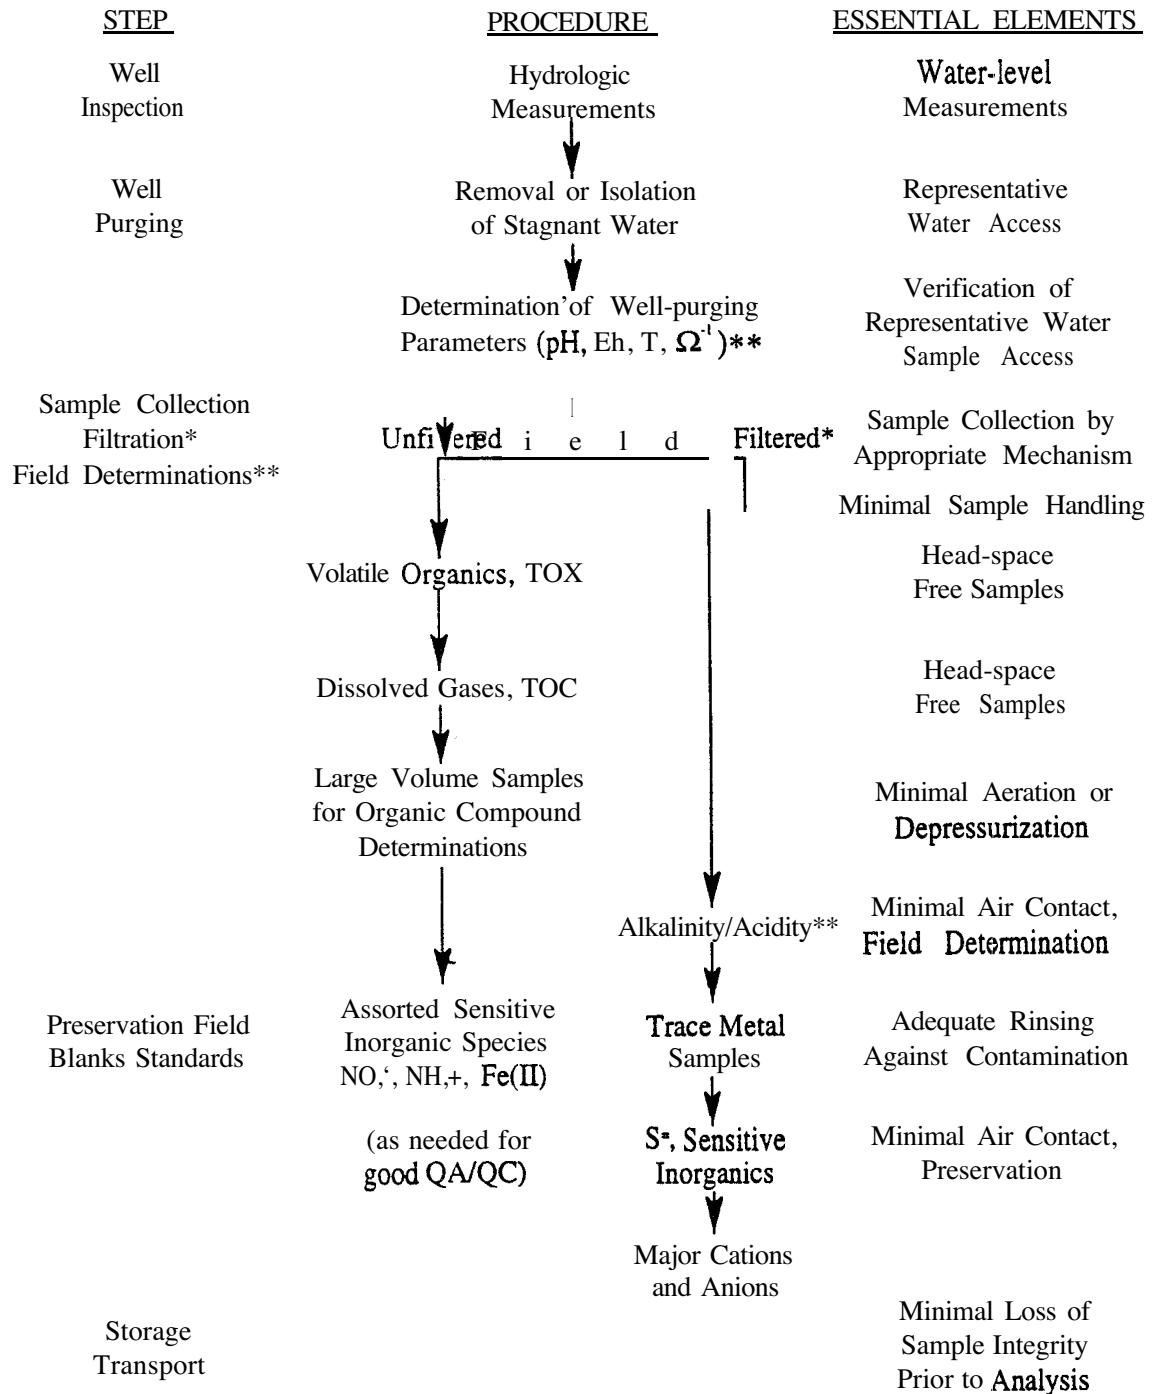 STEP PROCEDURE ESSENTIAL ELEMENTS
Well
Inspection
Hydrologic
Measurements
Water-level
Measurements
Well
Purging
Removal or Isolation
of Stagnant Water
Representative
Water Access
Determination'of Well-purging
Parameters (pH, Eh, T, Ω⁻¹)**
Verification of
Representative Water
Sample Access
Sample Collection
Filtration*
Field Determinations**
Field
Filtered*
Sample Collection by
Appropriate Mechanism
Minimal Sample Handling
Volatile Organics, TOX
Head-space
Free Samples
Dissolved Gases, TOC
Head-space
Free Samples
Large Volume Samples
for Organic Compound
Determinations
Minimal Aeration or
Depressurization
Alkalinity/Acidity**
Minimal Air Contact,
Field Determination
Preservation Field
Blanks Standards
Assorted Sensitive
Inorganic Species
NO,‘, NH,+, Fe(II)
(as needed for
good QA/QC)
Trace Metal
Samples
Adequate Rinsing
Against Contamination
S⁼, Sensitive
Inorganics
Minimal Air Contact,
Preservation
Major Cations
and Anions
Storage
Transport
Minimal Loss of
Sample Integrity
Prior to Analysis